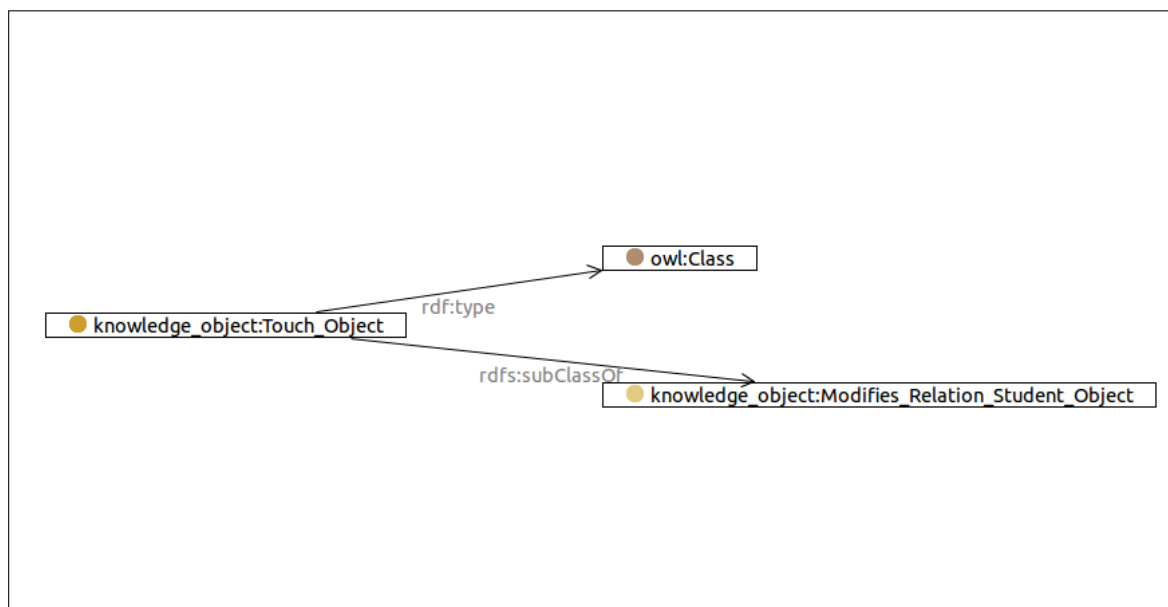 owl:Class
rdf:type
knowledge_object:Touch_Object
rdfs:subClassOf
knowledge_object:Modifies_Relation_Student_Object